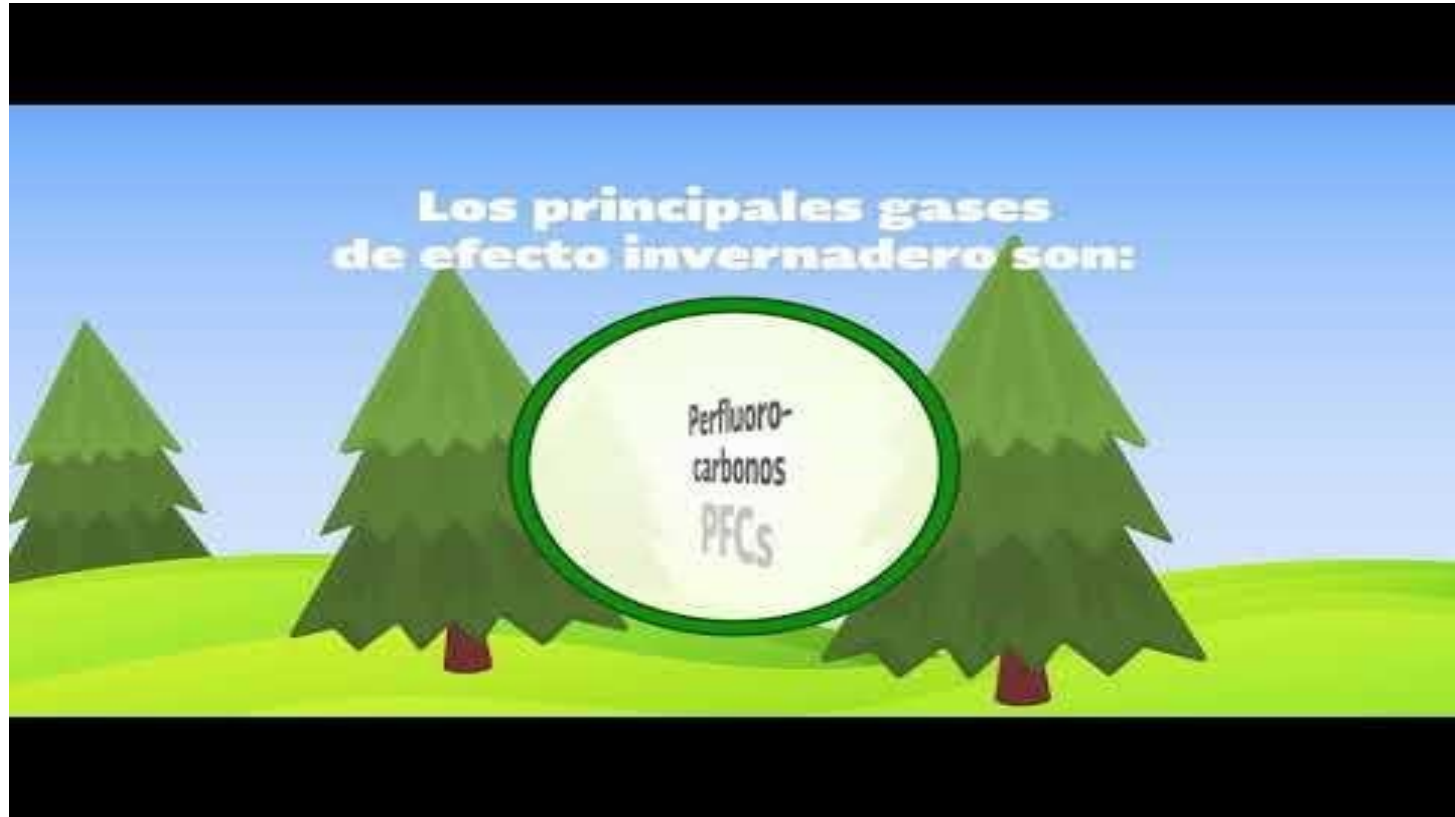 Los principales gases
de efecto invernadero son:
Perfluoro-
carbonos
PFCs